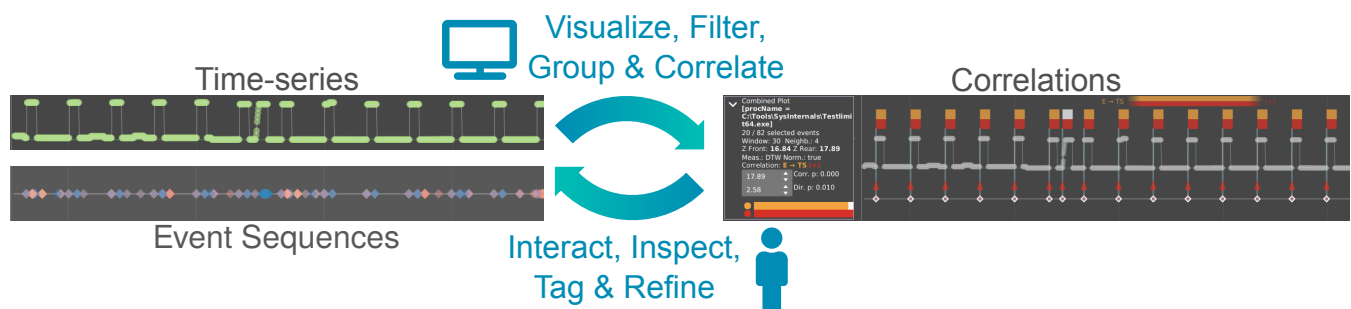 Visualize, Filter,
Group & Correlate
Time-series
Correlations
Combined Plot
[procName =
C:\Tools\SysInternals\Testlimi
t64.exe]
20 / 82 selected events
Window: 30 Neighb.: 4
Z Front: 16.84 Z Rear: 17.89
Meas.: DTW Norm.: true
Correlation: E → TS (+)
17.89 Corr. p: 0.000
2.58 Dir. p: 0.010
E → TS (+)
Event Sequences
Interact, Inspect,
Tag & Refine